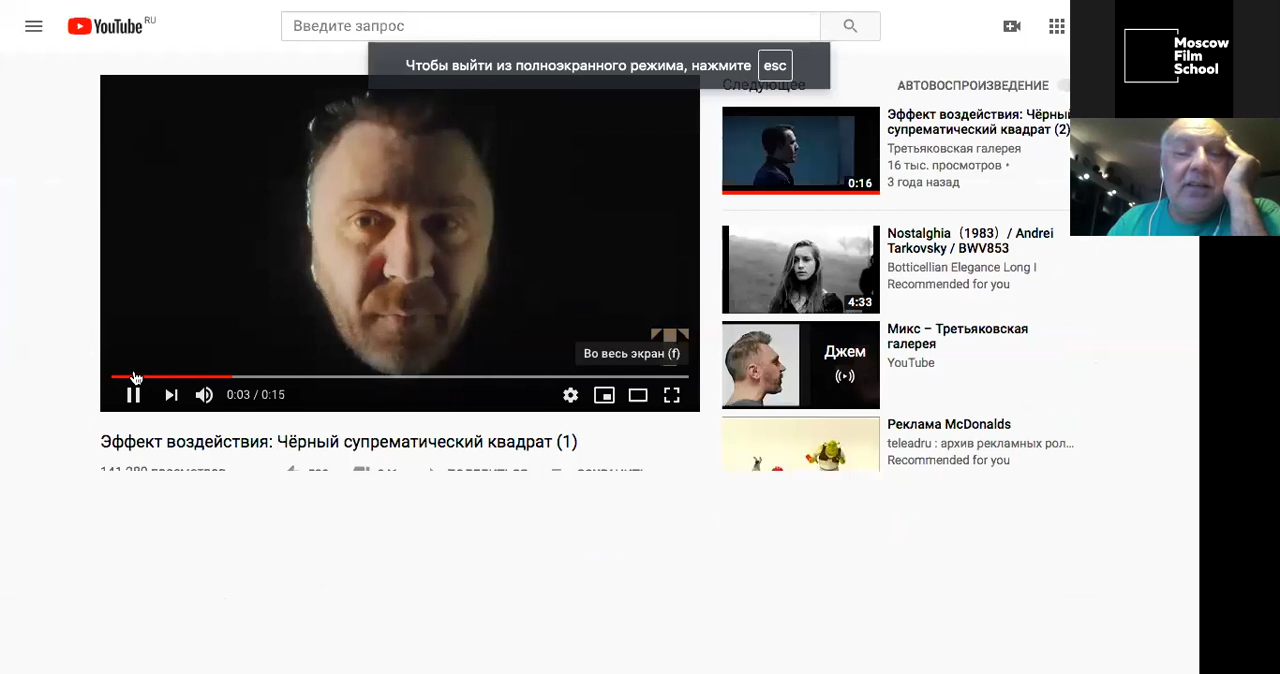 YouTube RU
Введите запрос
Чтобы выйти из полноэкранного режима, нажмите esc
Следующее
АВТОВОСПРОИЗВЕДЕНИЕ
Moscow
Film
School
Эффект воздействия: Чёрный
супрематический квадрат (2)
Третьяковская галерея
16 тыс. просмотров •
3 года назад
0:16
Nostalghia (1983) / Andrei
Tarkovsky / BWV853
Botticellian Elegance Long I
Recommended for you
4:33
Микс – Третьяковская
галерея
YouTube
Джем
Реклама McDonalds
teleadru : архив рекламных рол...
Recommended for you
Во весь экран (f)
0:03 / 0:15
Эффект воздействия: Чёрный супрематический квадрат (1)